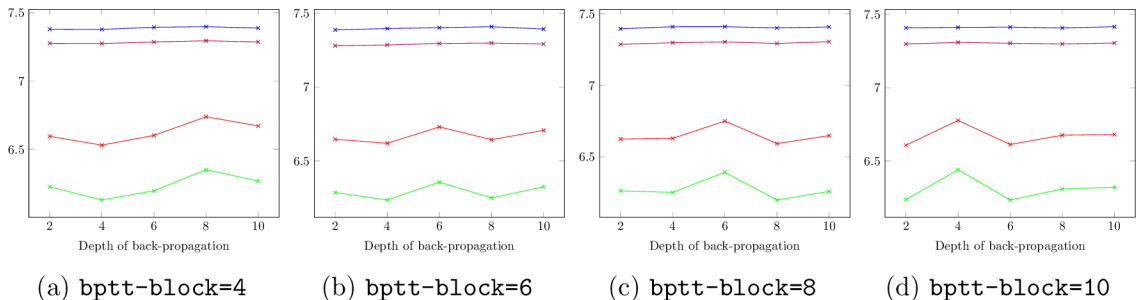 7.5
7
6.5
2 4 6 8 10
Depth of back-propagation
(a) bptt-block=4
7.5
7
6.5
2 4 6 8 10
Depth of back-propagation
(b) bptt-block=6
7.5
7
6.5
2 4 6 8 10
Depth of back-propagation
(c) bptt-block=8
7.5
7
6.5
2 4 6 8 10
Depth of back-propagation
(d) bptt-block=10